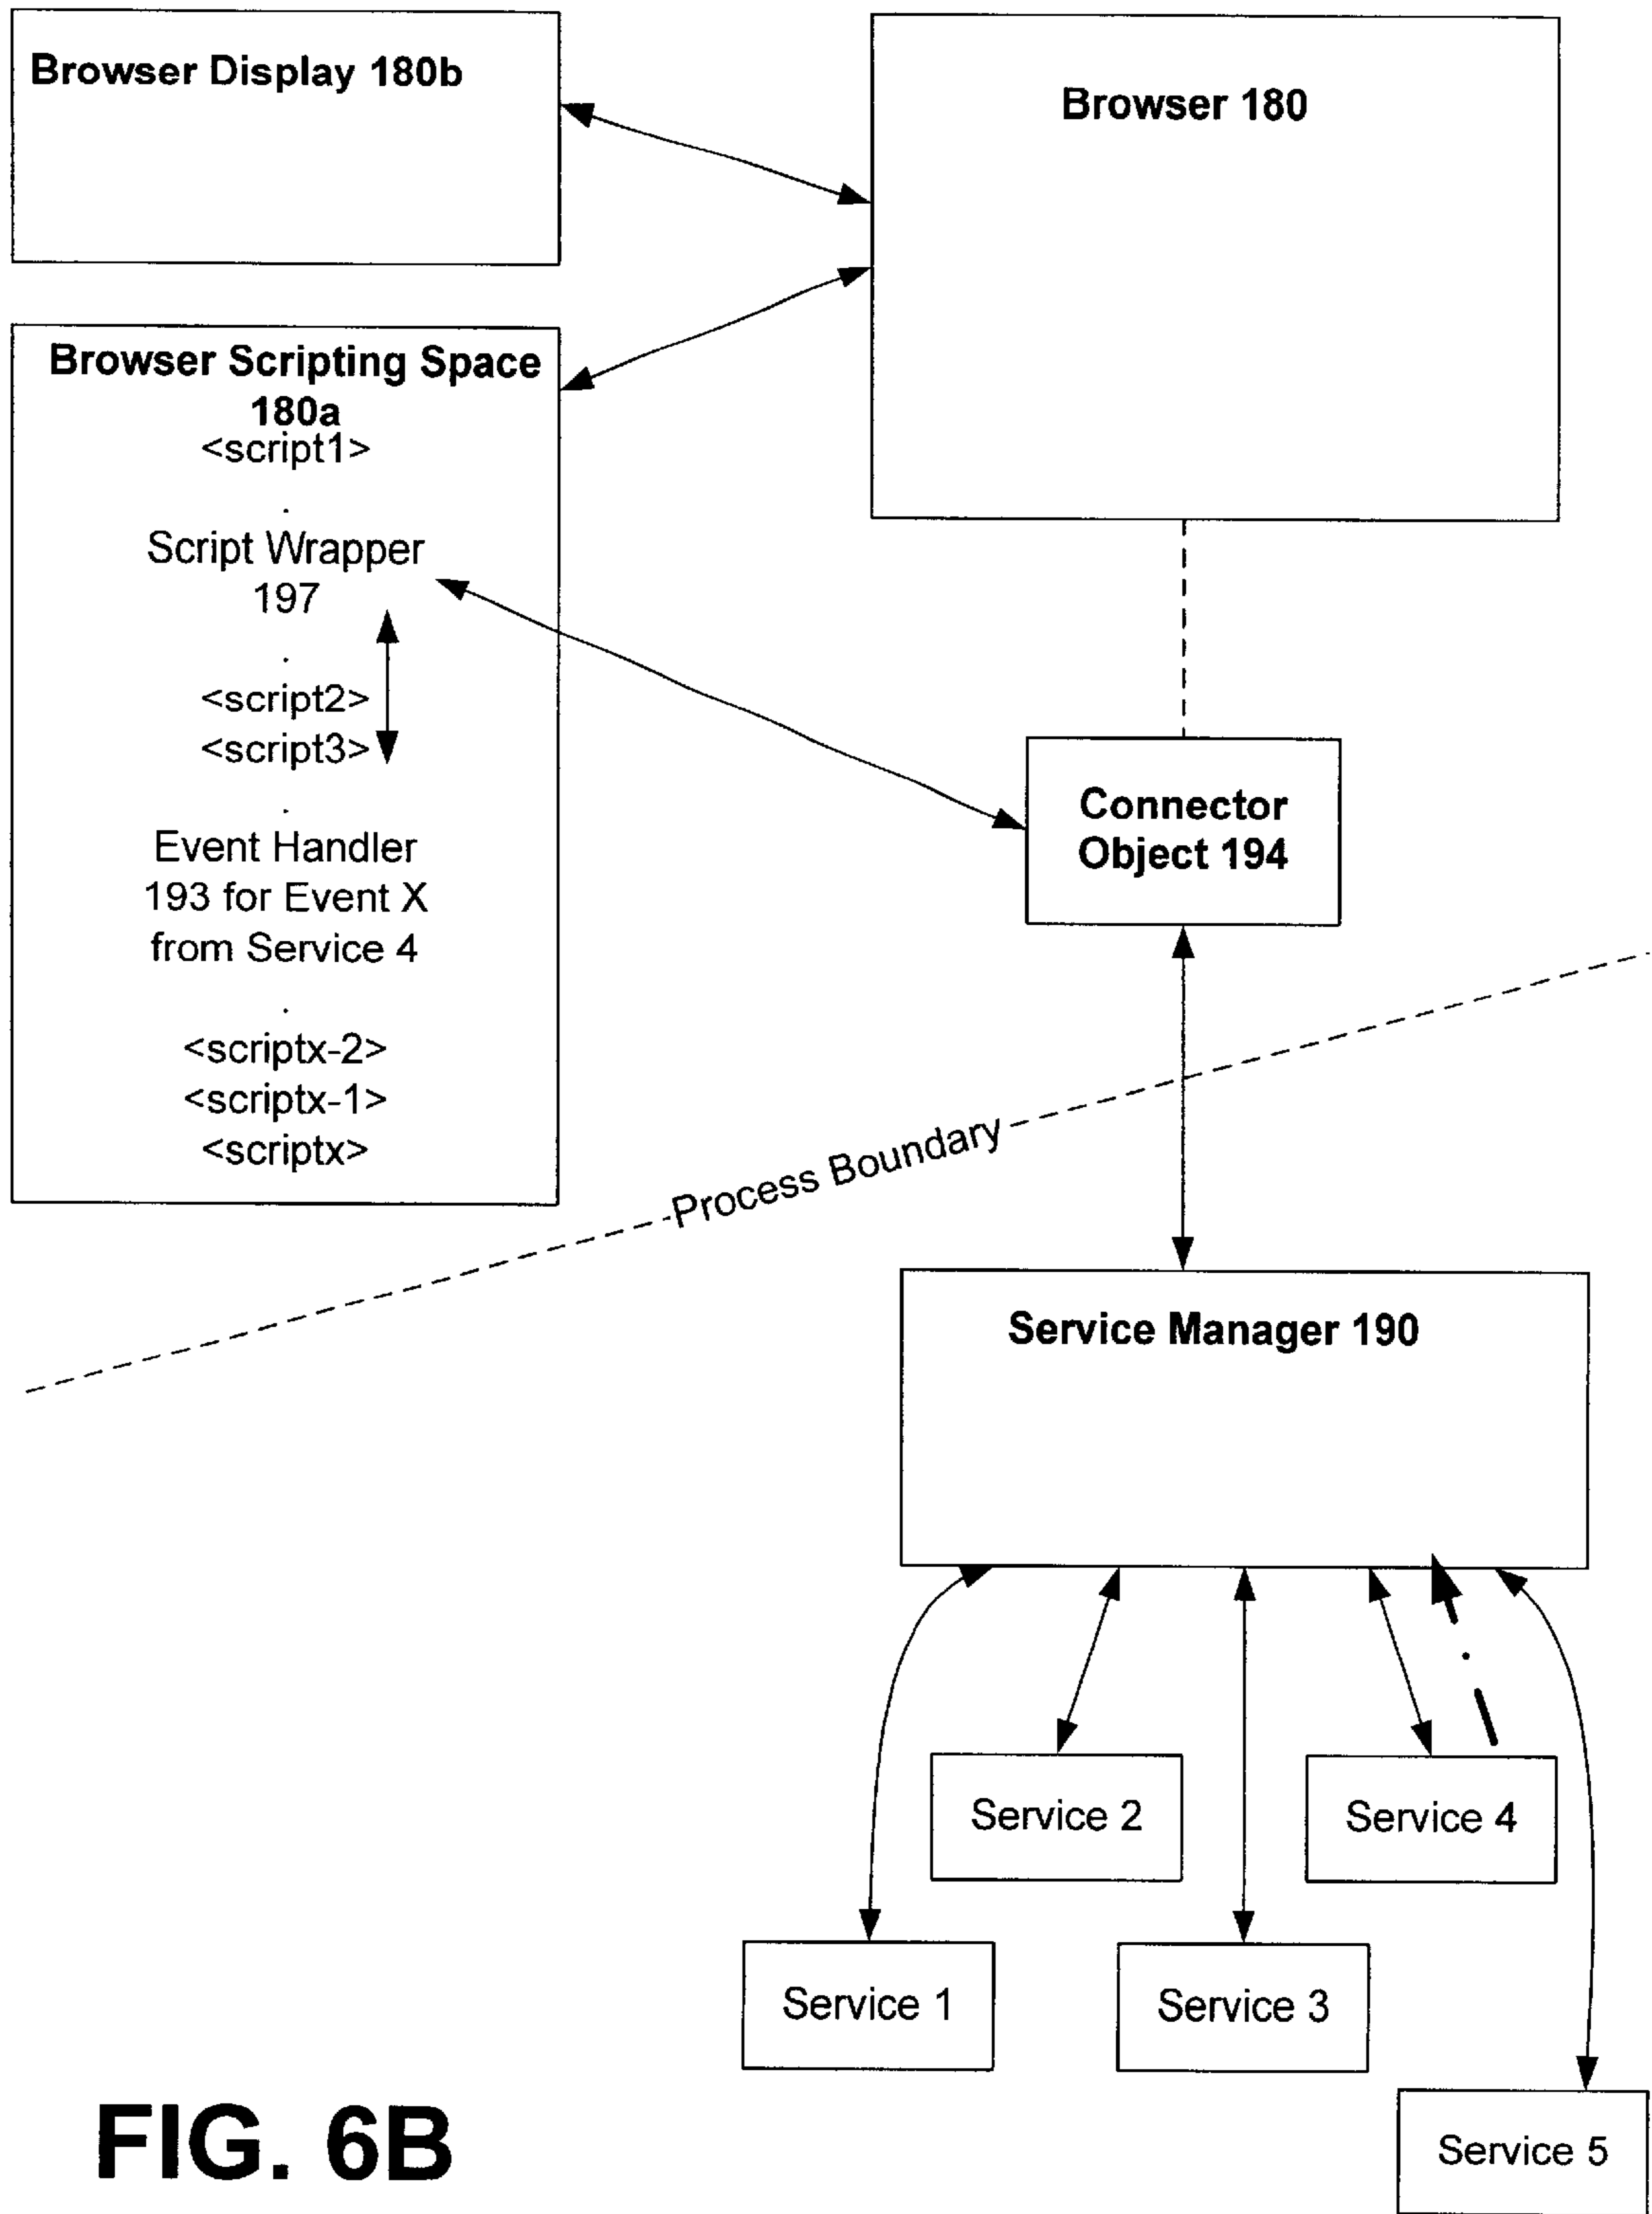 Browser Display 180b
Browser 180
Browser Scripting Space
180a
<script1>
.
Script Wrapper
197
.
<script2>
<script3>
.
Event Handler
193 for Event X
from Service 4
.
<scriptx-2>
<scriptx-1>
<scriptx>
Connector
Object 194
Process Boundary
Service Manager 190
Service 2
Service 4
Service 1
Service 3
Service 5
FIG. 6B